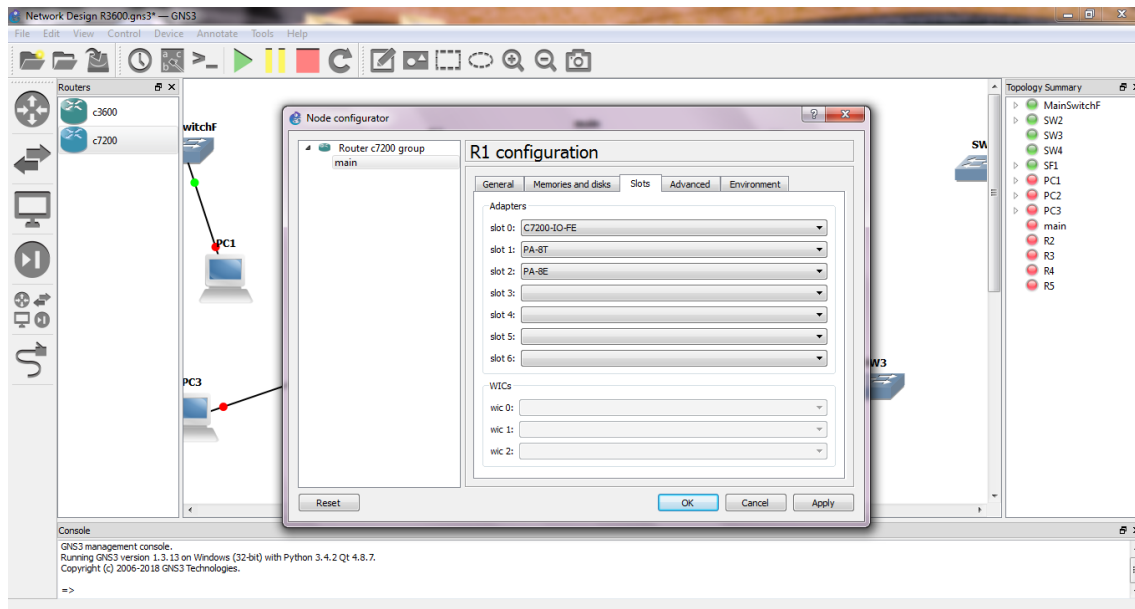 Network Design R3600.gns3* — GNS3
File Edit View Control Device Annotate Tools Help
Routers
c3600
c7200
witchF
PC1
PC3
SW
W3
Node configurator
Router c7200 group
main
R1 configuration
General Memories and disks Slots Advanced Environment
Adapters
slot 0: C7200-IO-FE
slot 1: PA-8T
slot 2: PA-8E
slot 3:
slot 4:
slot 5:
slot 6:
WICs
wic 0:
wic 1:
wic 2:
Reset OK Cancel Apply
Topology Summary
MainSwitchF
SW2
SW3
SW4
SF1
PC1
PC2
PC3
main
R2
R3
R4
R5
Console
GNS3 management console.
Running GNS3 version 1.3.13 on Windows (32-bit) with Python 3.4.2 Qt 4.8.7.
Copyright (c) 2006-2018 GNS3 Technologies.
=>